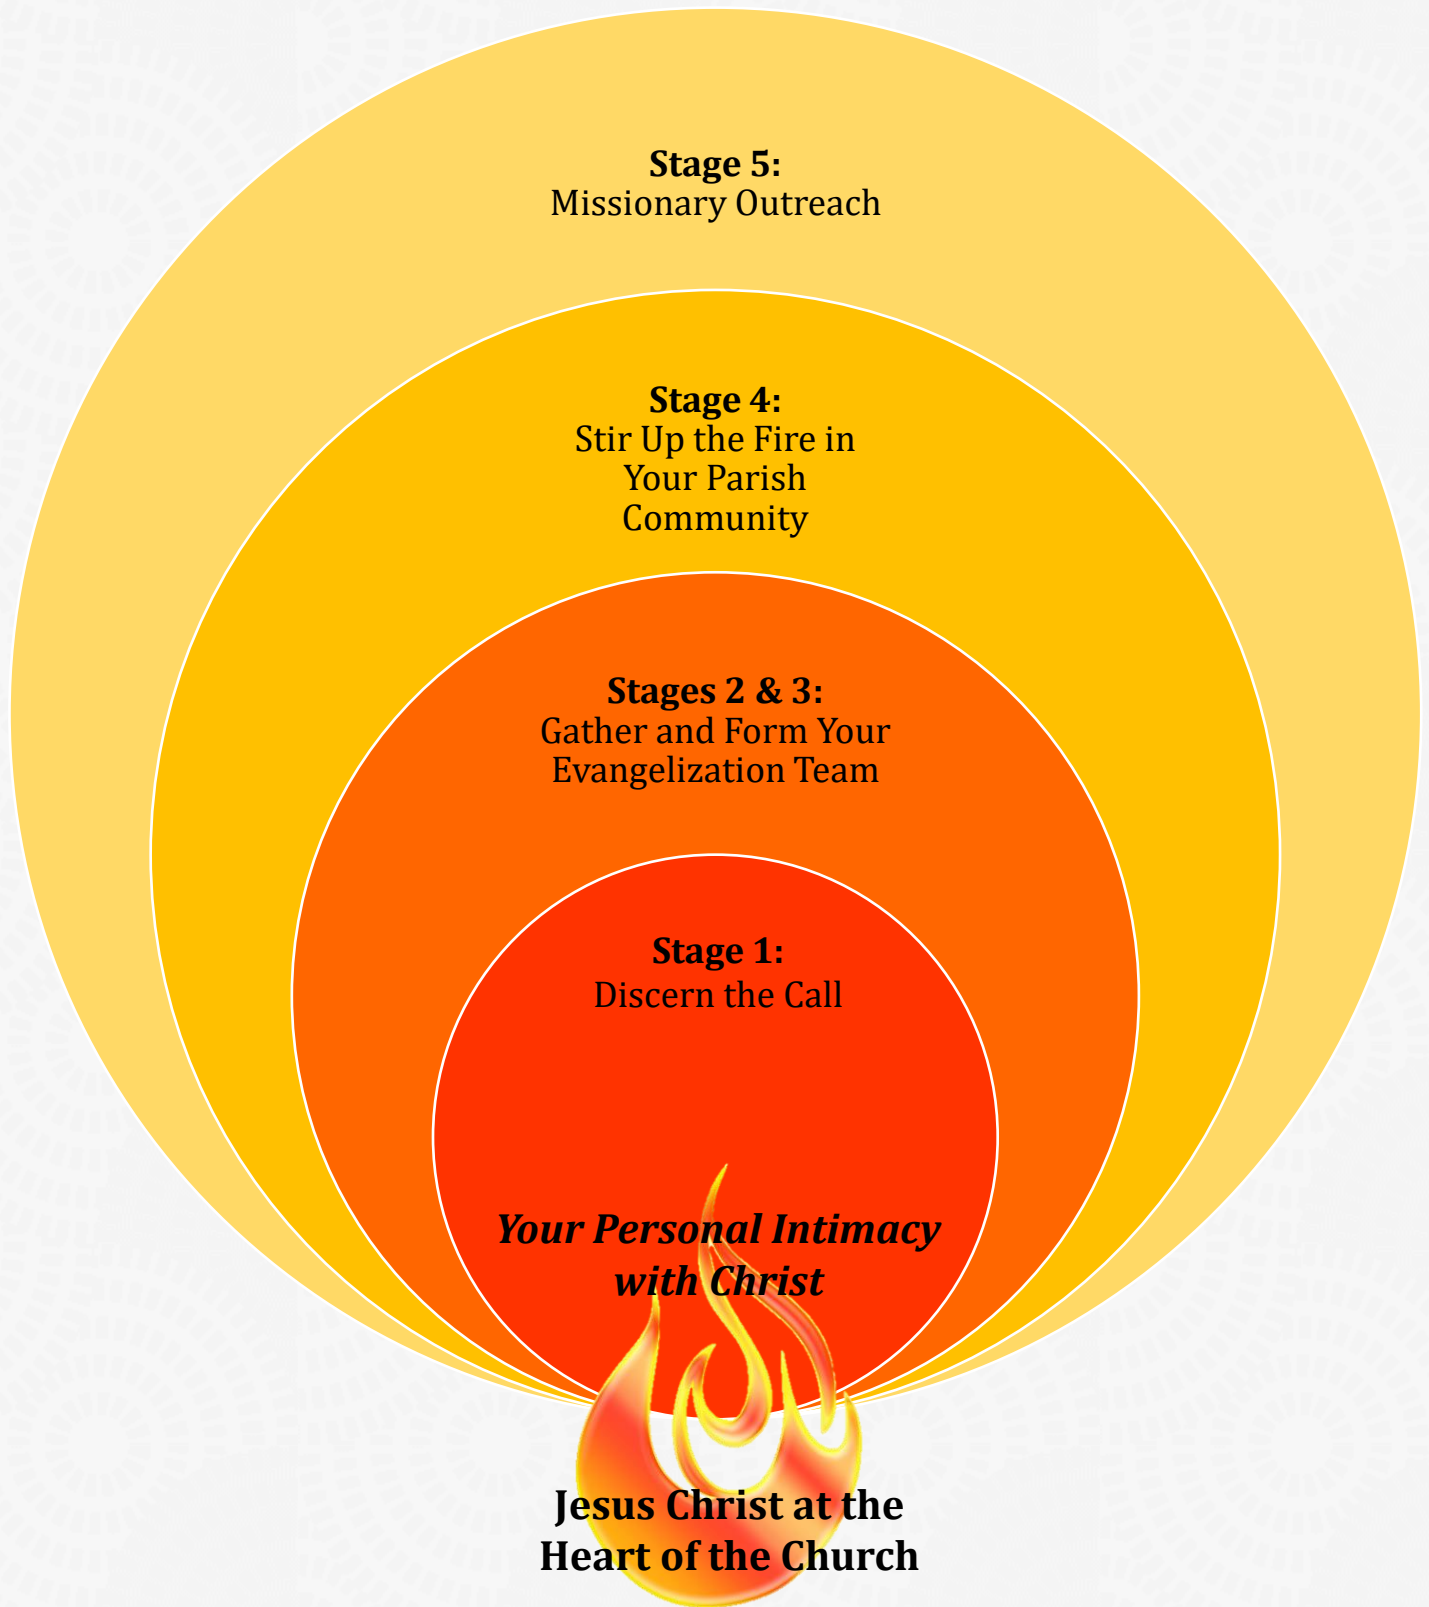 Stage 5:
Missionary Outreach
Stage 4:
Stir Up the Fire in
Your Parish
Community
Stages 2 & 3:
Gather and Form Your
Evangelization Team
Stage 1:
Discern the Call
Your Personal Intimacy
with Christ
Jesus Christ at the
Heart of the Church